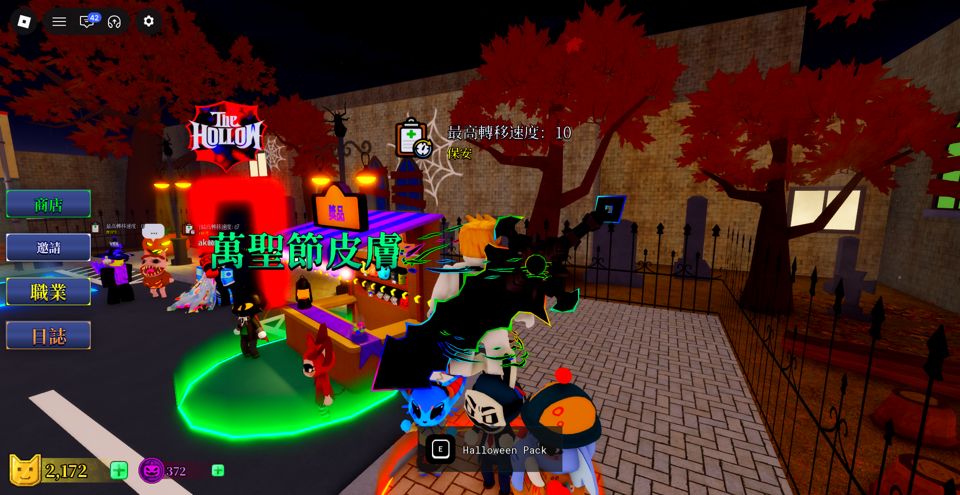 42
The
HOLLOW
最高轉移速度: 10
保安
商店
獎品
邀請
萬聖節皮膚
職業
日誌
E
Halloween Pack
2,172
372